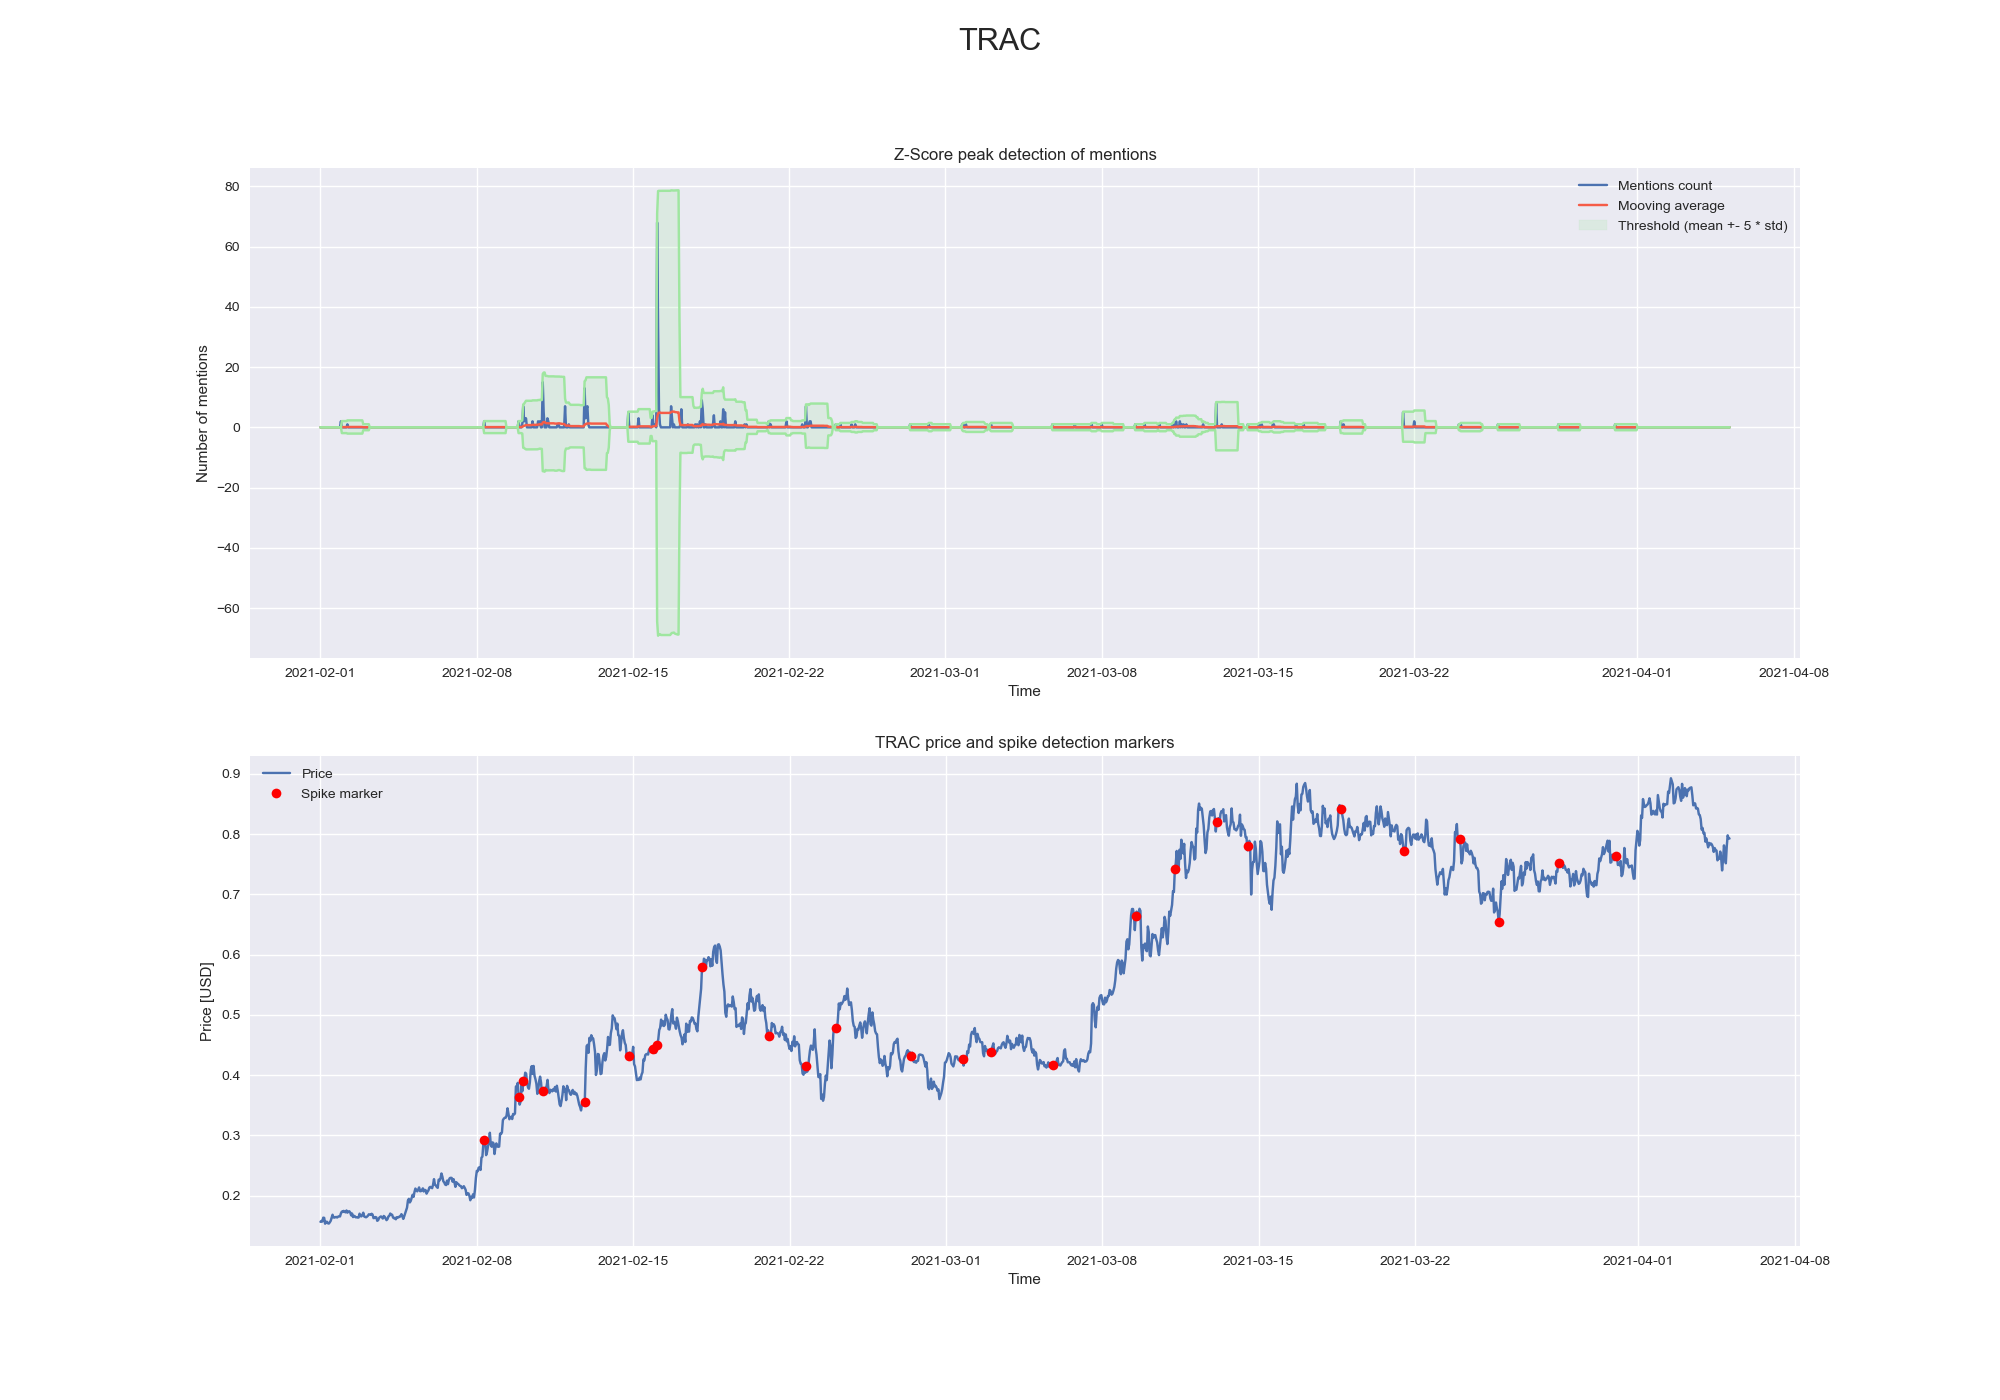 TRAC
Z-Score peak detection of mentions
80
60
40
20
0
−20
−40
−60
Number of mentions
Mentions count
Mooving average
Threshold (mean +- 5 * std)
2021-02-01 2021-02-08 2021-02-15 2021-02-22 2021-03-01 2021-03-08 2021-03-15 2021-03-22 2021-04-01 2021-04-08
Time
TRAC price and spike detection markers
0.9
0.8
0.7
0.6
0.5
0.4
0.3
0.2
Price [USD]
Price
Spike marker
2021-02-01 2021-02-08 2021-02-15 2021-02-22 2021-03-01 2021-03-08 2021-03-15 2021-03-22 2021-04-01 2021-04-08
Time